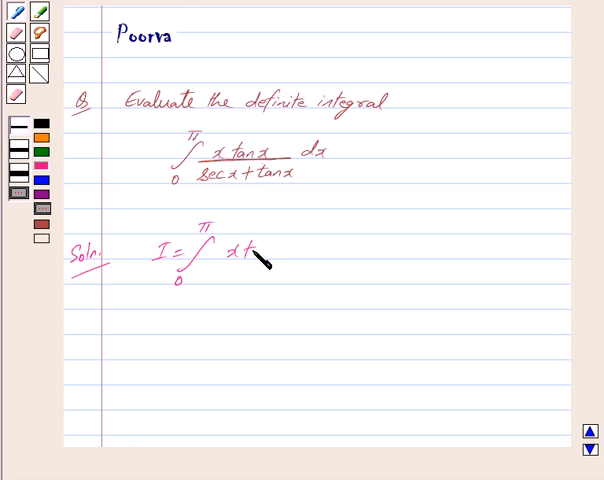 Poorva
Q Evaluate the definite integral
π
∫ x tanx / secx + tanx dx
0
Soln. I = ∫ x t
π
0